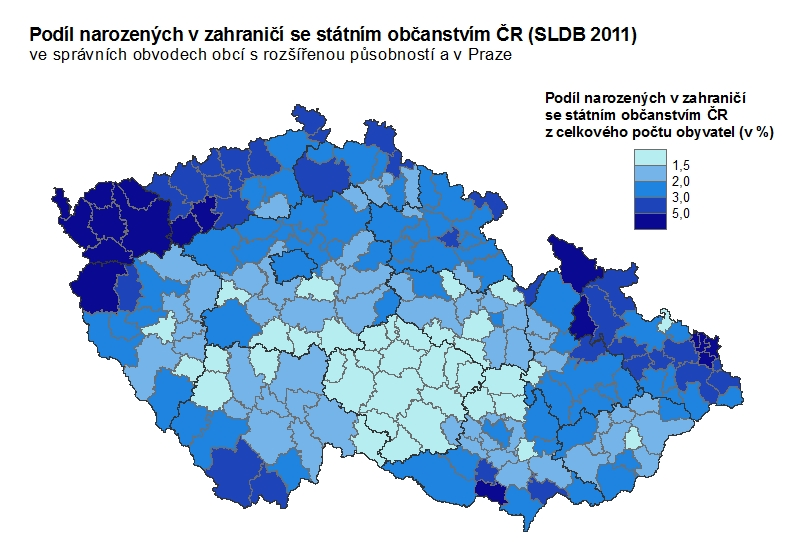 Podíl narozených v zahraničí se státním občanstvím ČR (SLDB 2011)
ve správních obvodech obcí s rozšířenou působností a v Praze
Podíl narozených v zahraničí
se státním občanstvím ČR
z celkového počtu obyvatel (v %)
1,5
2,0
3,0
5,0